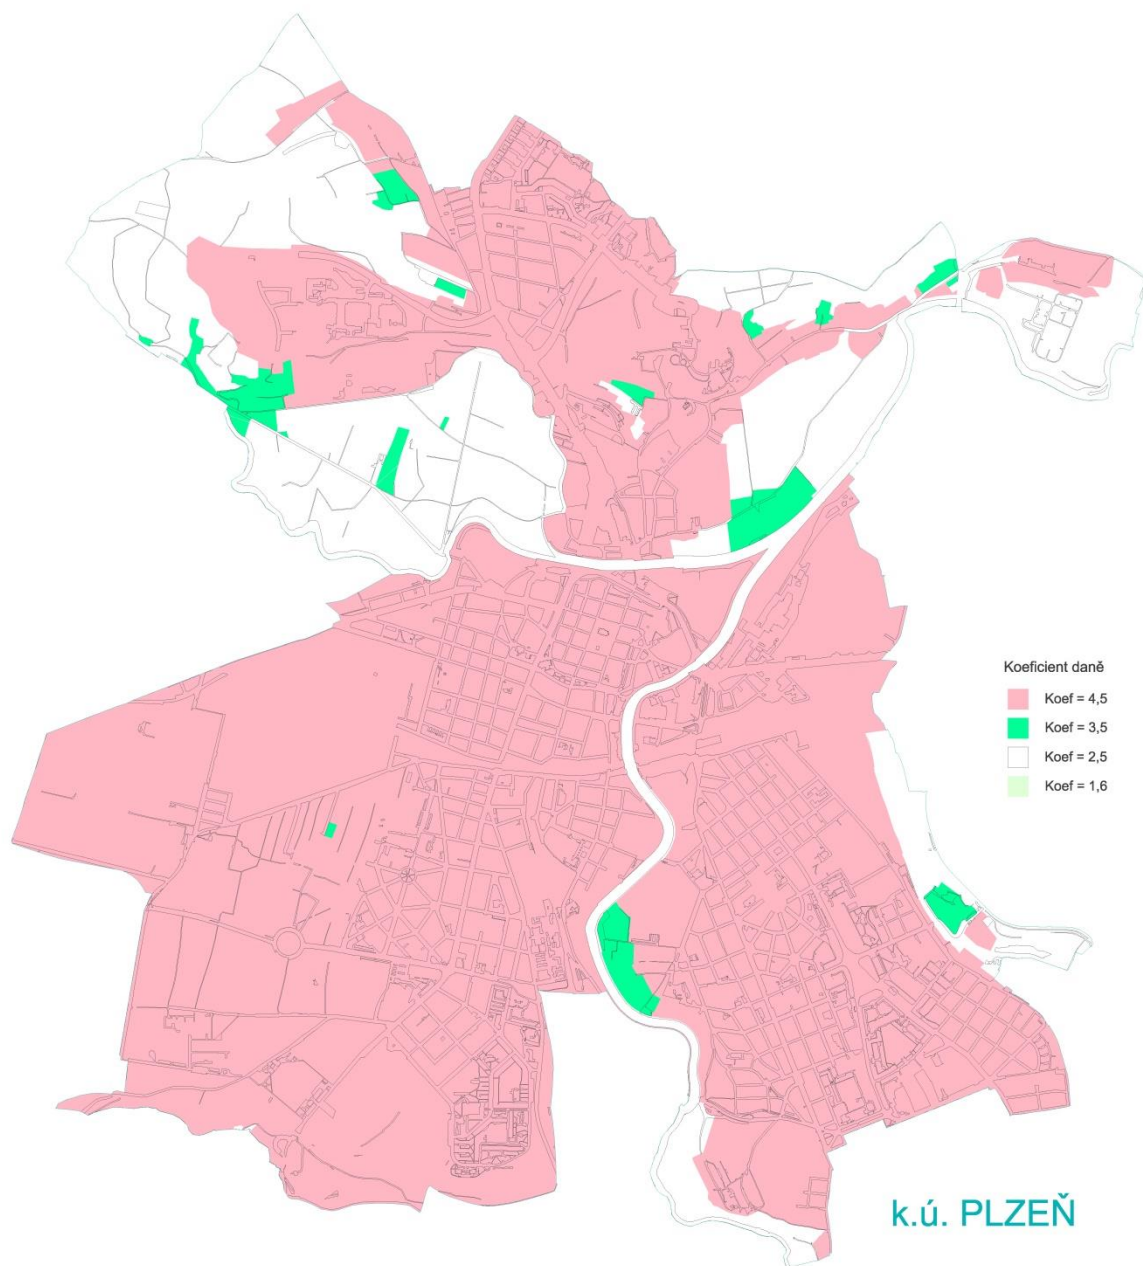 Koeficient daně
Koef = 4,5
Koef = 3,5
Koef = 2,5
Koef = 1,6
k.ú. PLZEŇ